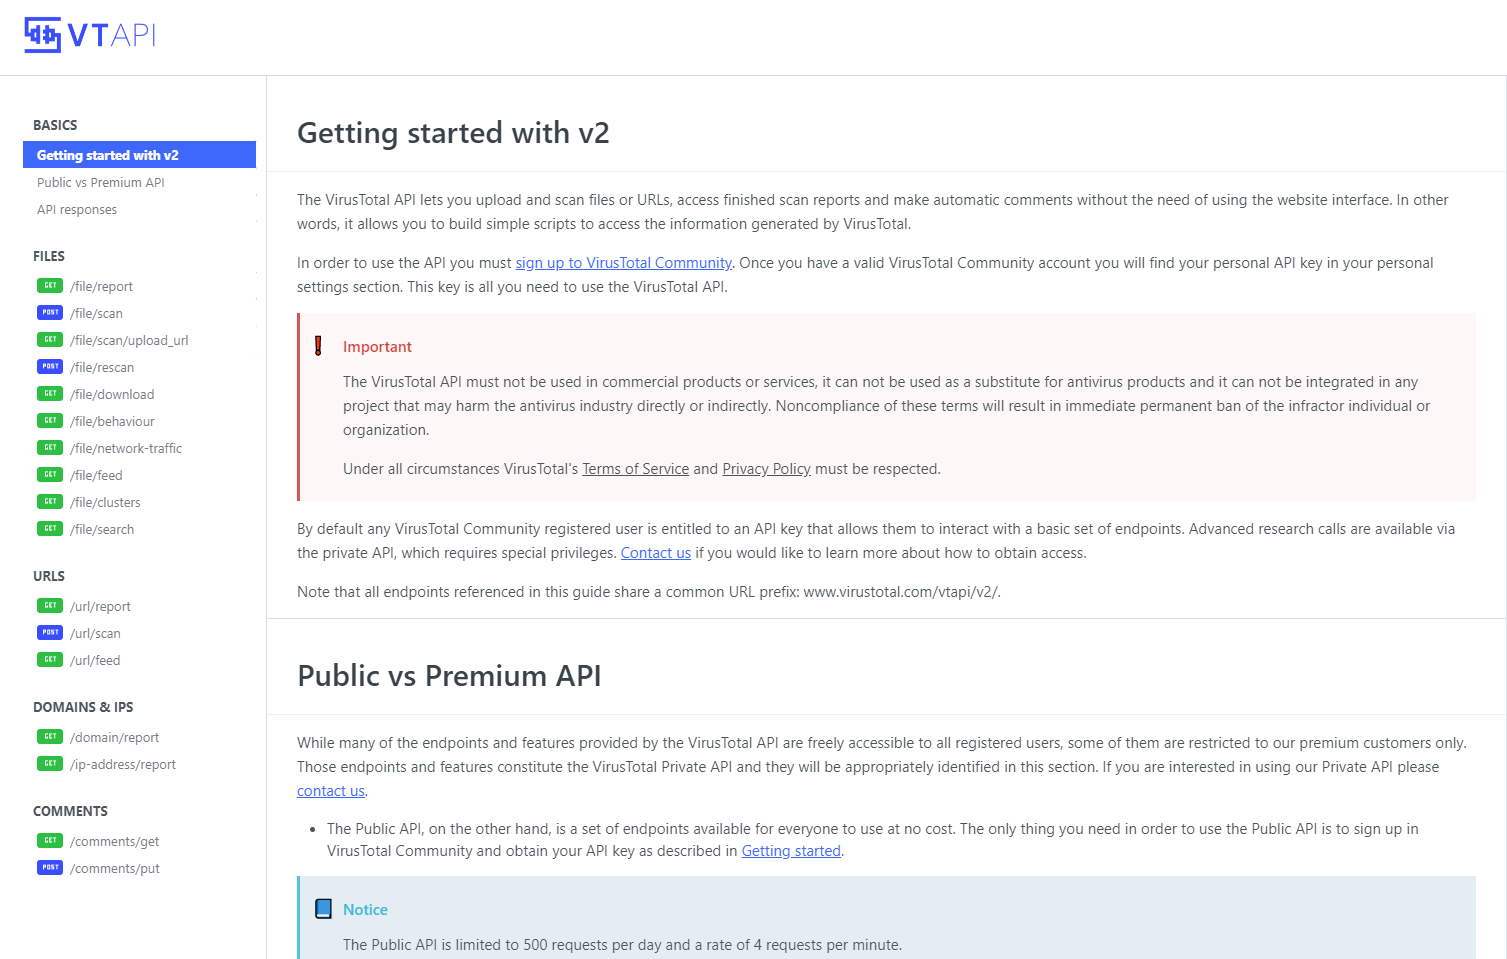 VTAPI
BASICS
Getting started with v2
Public vs Premium API
API responses
FILES
GET /file/report
POST /file/scan
GET /file/scan/upload_url
POST /file/rescan
GET /file/download
GET /file/behaviour
GET /file/network-traffic
GET /file/feed
GET /file/clusters
GET /file/search
URLS
GET /url/report
POST /url/scan
GET /url/feed
DOMAINS & IPS
GET /domain/report
GET /ip-address/report
COMMENTS
GET /comments/get
POST /comments/put
Getting started with v2
The VirusTotal API lets you upload and scan files or URLs, access finished scan reports and make automatic comments without the need of using the website interface. In other
words, it allows you to build simple scripts to access the information generated by VirusTotal.
In order to use the API you must sign up to VirusTotal Community. Once you have a valid VirusTotal Community account you will find your personal API key in your personal
settings section. This key is all you need to use the VirusTotal API.
Important
The VirusTotal API must not be used in commercial products or services, it can not be used as a substitute for antivirus products and it can not be integrated in any
project that may harm the antivirus industry directly or indirectly. Noncompliance of these terms will result in immediate permanent ban of the infractor individual or
organization.
Under all circumstances VirusTotal's Terms of Service and Privacy Policy must be respected.
By default any VirusTotal Community registered user is entitled to an API key that allows them to interact with a basic set of endpoints. Advanced research calls are available via
the private API, which requires special privileges. Contact us if you would like to learn more about how to obtain access.
Note that all endpoints referenced in this guide share a common URL prefix: www.virustotal.com/vtapi/v2/.
Public vs Premium API
While many of the endpoints and features provided by the VirusTotal API are freely accessible to all registered users, some of them are restricted to our premium customers only.
Those endpoints and features constitute the VirusTotal Private API and they will be appropriately identified in this section. If you are interested in using our Private API please
contact us.
• The Public API, on the other hand, is a set of endpoints available for everyone to use at no cost. The only thing you need in order to use the Public API is to sign up in
VirusTotal Community and obtain your API key as described in Getting started.
Notice
The Public API is limited to 500 requests per day and a rate of 4 requests per minute.